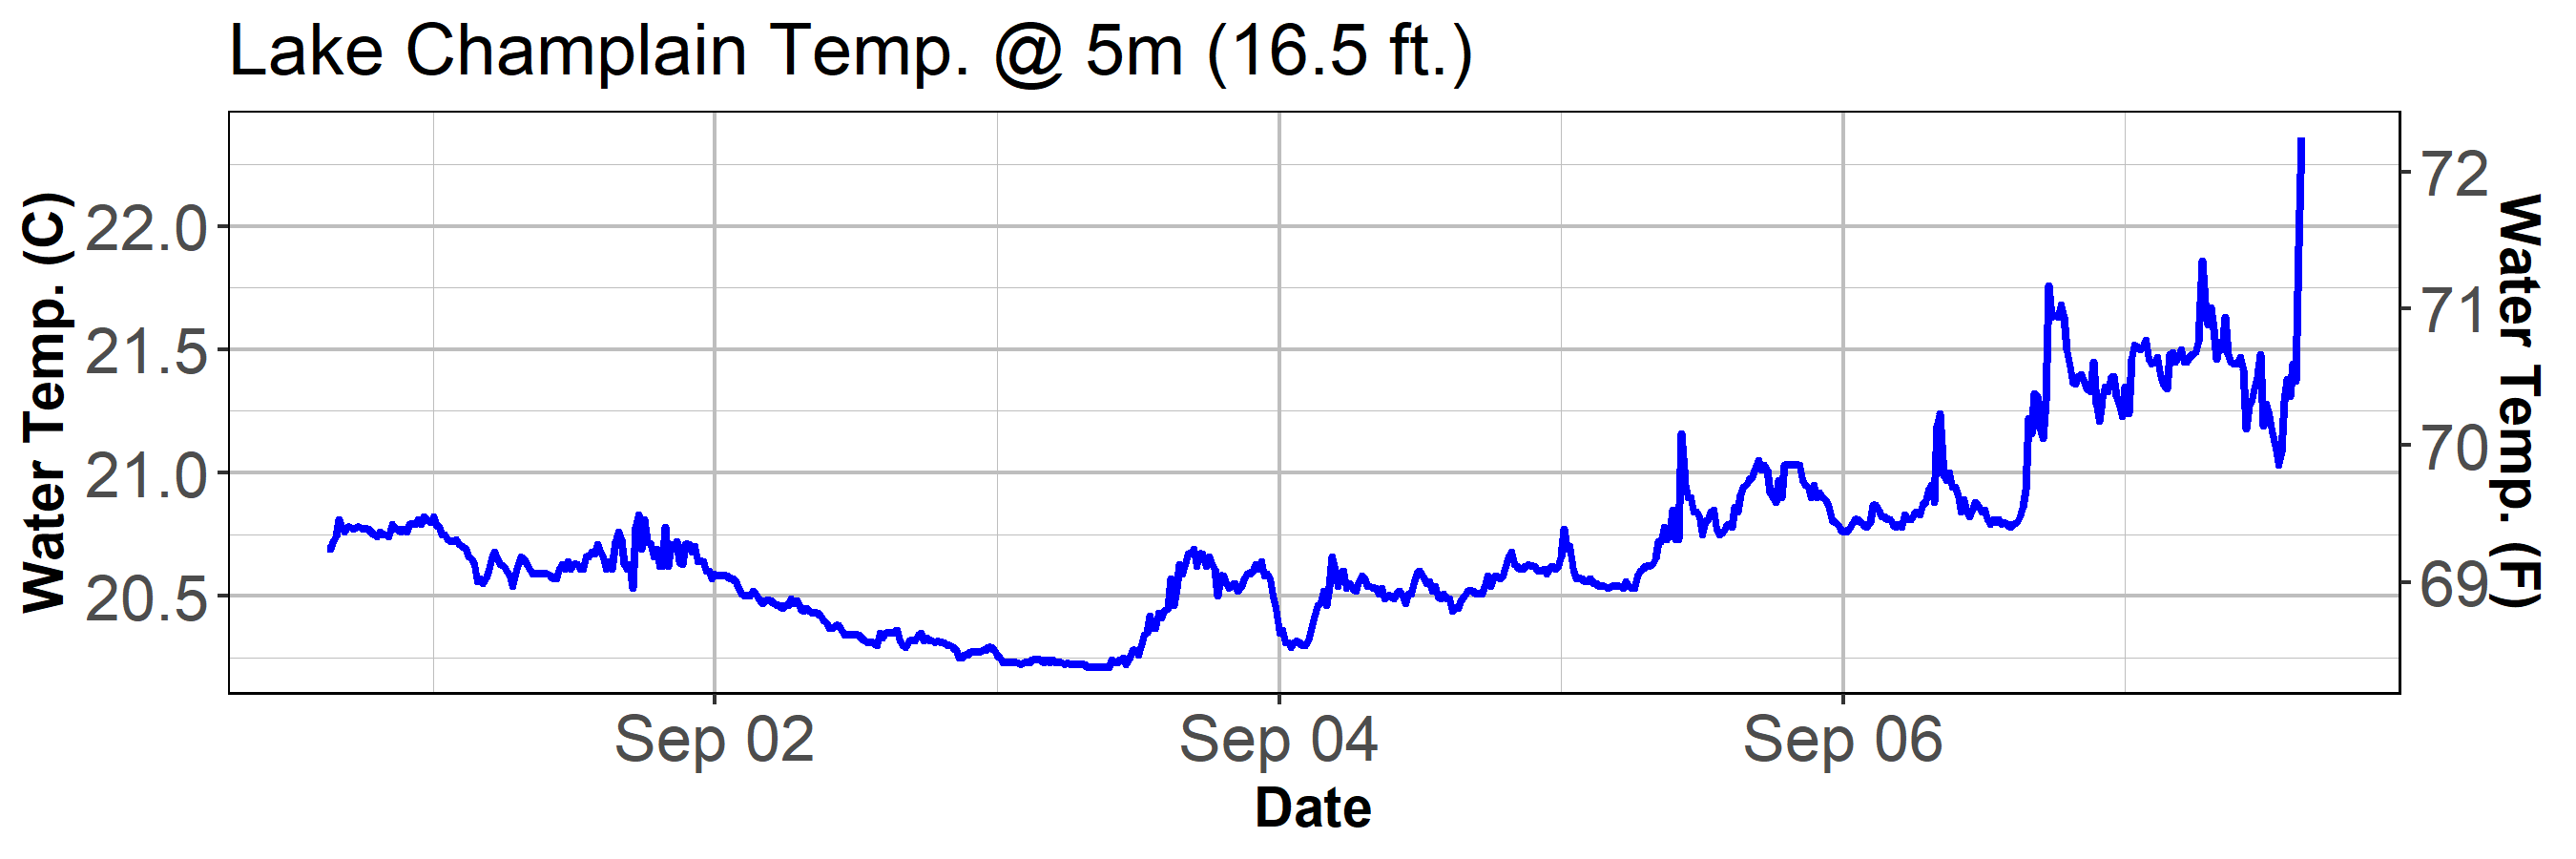 Lake Champlain Temp. @ 5m (16.5 ft.)
Water Temp. (C)
22.0
21.5
21.0
20.5
72
71
70
69
Water Temp. (F)
Sep 02 Sep 04 Sep 06
Date